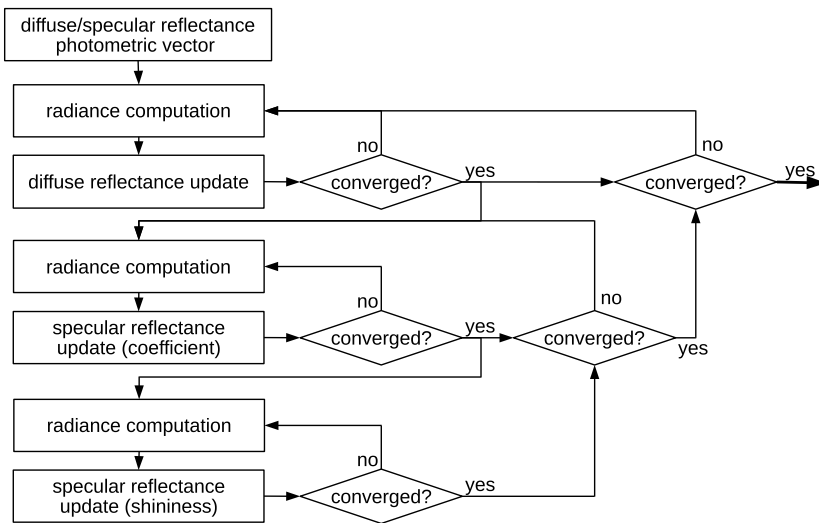 diffuse/specular reflectance
photometric vector
radiance computation
no
no
diffuse reflectance update
converged?
yes
converged?
yes
radiance computation
no
no
specular reflectance
update (coefficient)
converged?
yes
converged?
yes
radiance computation
no
specular reflectance
update (shininess)
converged?
yes